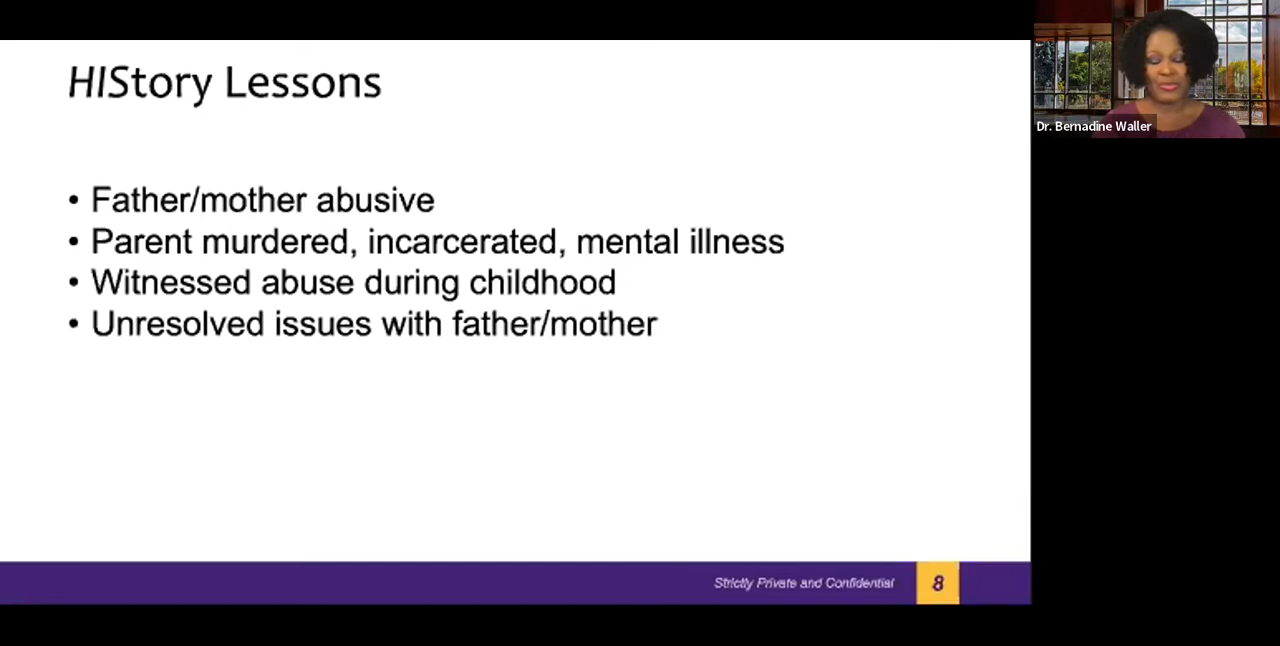 HIStory Lessons
• Father/mother abusive
• Parent murdered, incarcerated, mental illness
• Witnessed abuse during childhood
• Unresolved issues with father/mother
Strictly Private and Confidential
8
Dr. Bernadine Waller